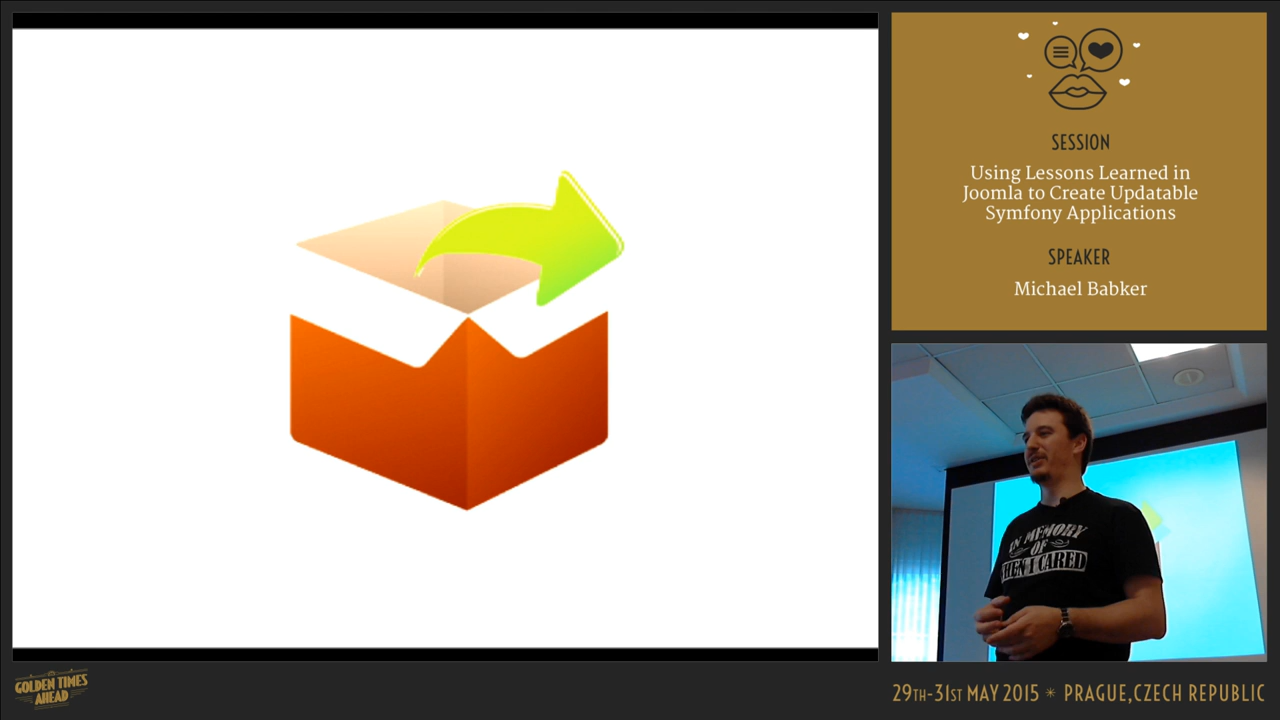 SESSION
Using Lessons Learned in
Joomla to Create Updatable
Symfony Applications
SPEAKER
Michael Babker
IN MEMORY
OF
WHEN I CARED
GOLDEN TIMES
AHEAD
29TH-31ST MAY 2015 * PRAGUE,CZECH REPUBLIC